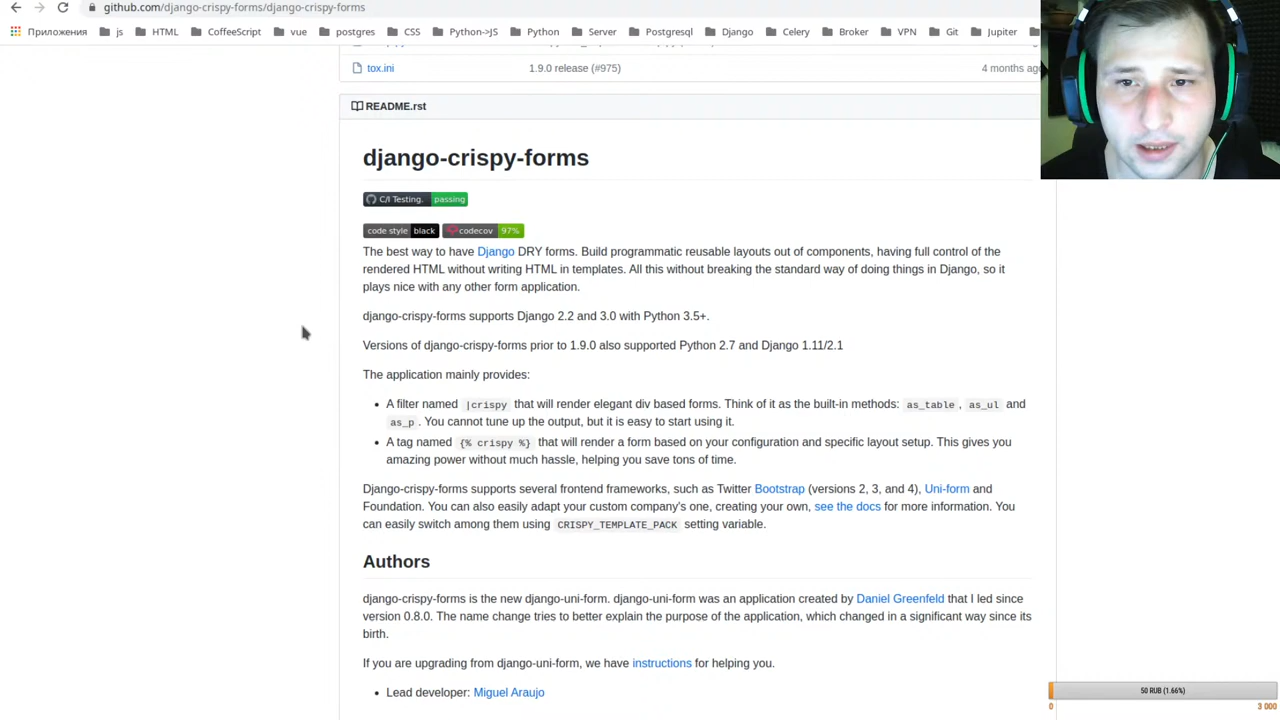 github.com/django-crispy-forms/django-crispy-forms
Приложения js HTML CoffeeScript vue postgres CSS Python->JS Python Server Postgresql Django Celery Broker VPN Git Jupiter
tox.ini 1.9.0 release (#975) 4 months ago
README.rst
django-crispy-forms
C/I Testing. passing
code style black codecov 97%
The best way to have Django DRY forms. Build programmatic reusable layouts out of components, having full control of the
rendered HTML without writing HTML in templates. All this without breaking the standard way of doing things in Django, so it
plays nice with any other form application.
django-crispy-forms supports Django 2.2 and 3.0 with Python 3.5+.
Versions of django-crispy-forms prior to 1.9.0 also supported Python 2.7 and Django 1.11/2.1
The application mainly provides:
• A filter named |crispy that will render elegant div based forms. Think of it as the built-in methods: as_table , as_ul and
as_p . You cannot tune up the output, but it is easy to start using it.
• A tag named {% crispy %} that will render a form based on your configuration and specific layout setup. This gives you
amazing power without much hassle, helping you save tons of time.
Django-crispy-forms supports several frontend frameworks, such as Twitter Bootstrap (versions 2, 3, and 4), Uni-form and
Foundation. You can also easily adapt your custom company's one, creating your own, see the docs for more information. You
can easily switch among them using CRISPY_TEMPLATE_PACK setting variable.
Authors
django-crispy-forms is the new django-uni-form. django-uni-form was an application created by Daniel Greenfeld that I led since
version 0.8.0. The name change tries to better explain the purpose of the application, which changed in a significant way since its
birth.
If you are upgrading from django-uni-form, we have instructions for helping you.
• Lead developer: Miguel Araujo
50 RUB (1.66%)
0 3 000